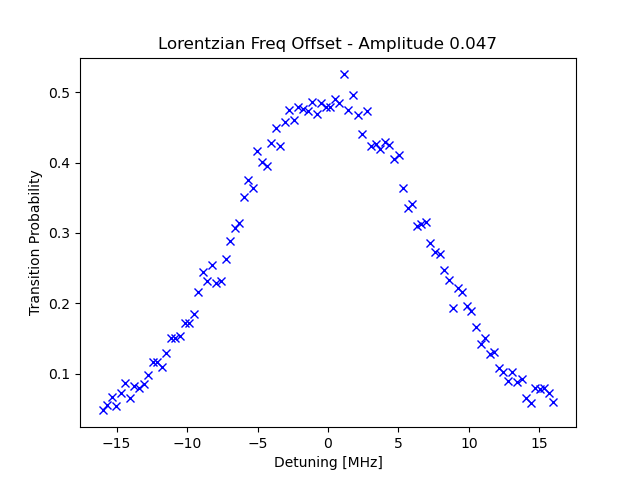 Lorentzian Freq Offset - Amplitude 0.047
Transition Probability
0.5
0.4
0.3
0.2
0.1
−15 −10 −5 0 5 10 15
Detuning [MHz]